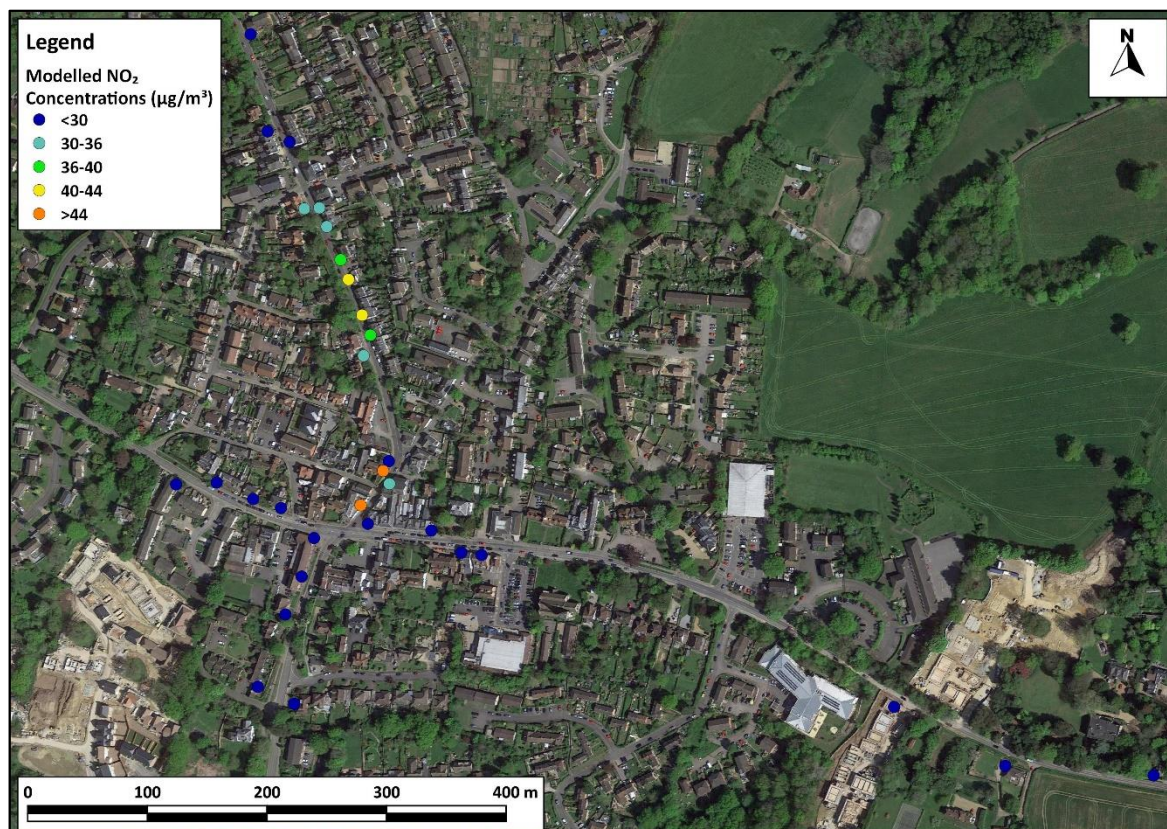 Legend
Modelled NO₂
Concentrations (µg/m³)
<30
30-36
36-40
40-44
>44
N
0 100 200 300 400 m